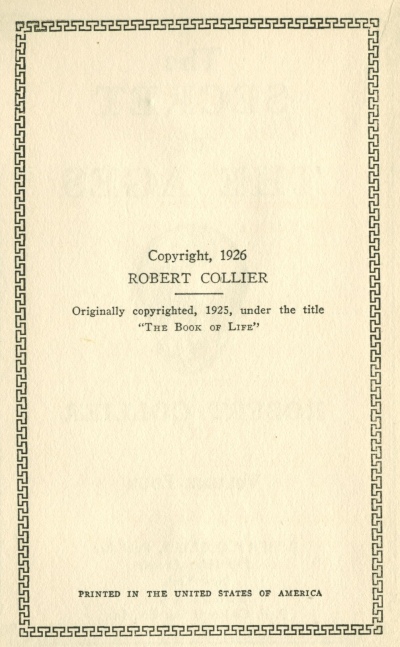 Copyright, 1926
ROBERT COLLIER
Originally copyrighted, 1925, under the title
"THE BOOK OF LIFE"
PRINTED IN THE UNITED STATES OF AMERICA